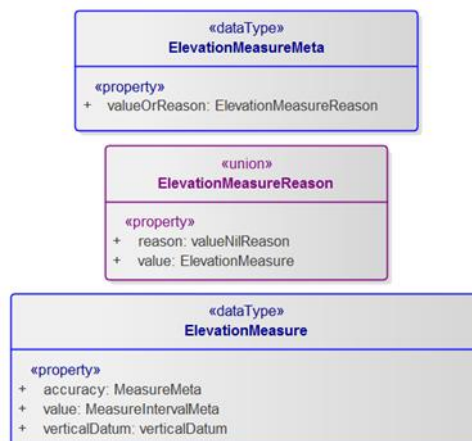 «dataType»
ElevationMeasureMeta
«property»
+ valueOrReason: ElevationMeasureReason
«union»
ElevationMeasureReason
«property»
+ reason: valueNilReason
+ value: ElevationMeasure
«dataType»
ElevationMeasure
«property»
+ accuracy: MeasureMeta
+ value: MeasureIntervalMeta
+ verticalDatum: verticalDatum